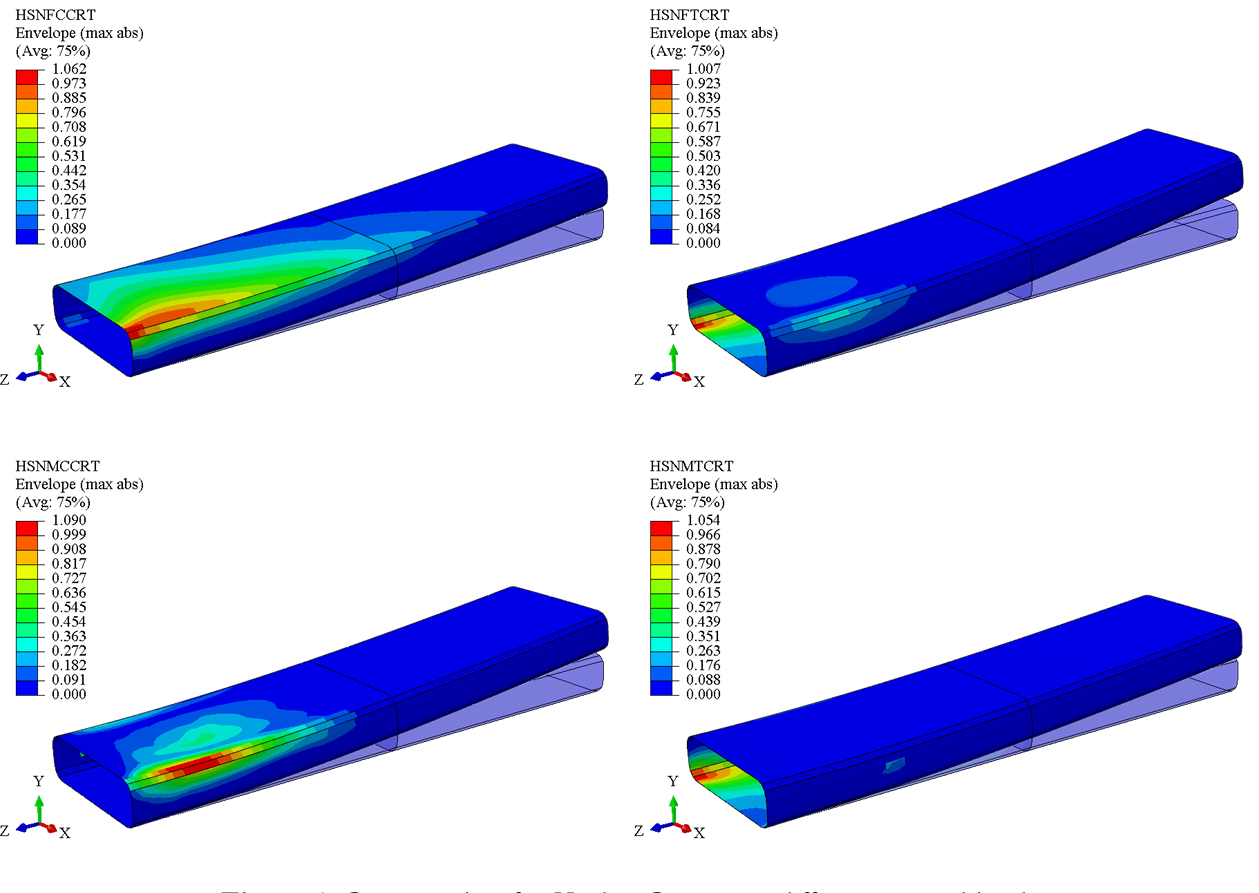 HSNFCCRT
Envelope (max abs)
(Avg: 75%)
1.062
0.973
0.885
0.796
0.708
0.619
0.531
0.442
0.354
0.265
0.177
0.089
0.000
Y
Z
X
HSNFTCRT
Envelope (max abs)
(Avg: 75%)
1.007
0.923
0.839
0.755
0.671
0.587
0.503
0.420
0.336
0.252
0.168
0.084
0.000
Y
Z
X
HSNMCCRT
Envelope (max abs)
(Avg: 75%)
1.090
0.999
0.908
0.817
0.727
0.636
0.545
0.454
0.363
0.272
0.182
0.091
0.000
Y
Z
X
HSNMTCRT
Envelope (max abs)
(Avg: 75%)
1.054
0.966
0.878
0.790
0.702
0.615
0.527
0.439
0.351
0.263
0.176
0.088
0.000
Y
Z
X